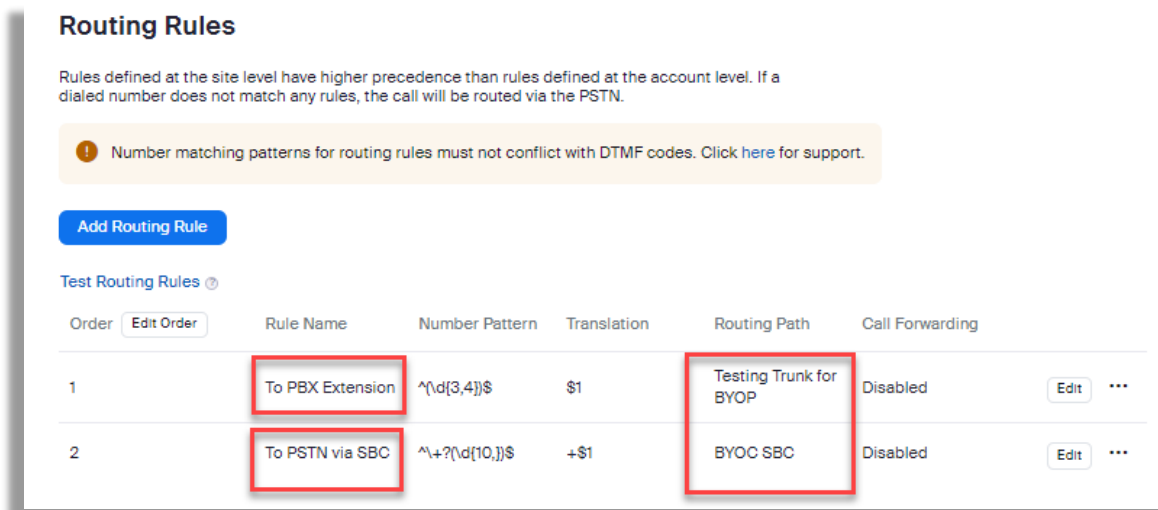 Routing Rules
Rules defined at the site level have higher precedence than rules defined at the account level. If a
dialed number does not match any rules, the call will be routed via the PSTN.
Number matching patterns for routing rules must not conflict with DTMF codes. Click here for support.
Add Routing Rule
Test Routing Rules
Order Edit Order Rule Name Number Pattern Translation Routing Path Call Forwarding
1 To PBX Extension ^(\d{3,4})$ $1 Testing Trunk for
BYOP Disabled Edit
2 To PSTN via SBC ^\+?(\d{10,})$ +$1 BYOC SBC Disabled Edit